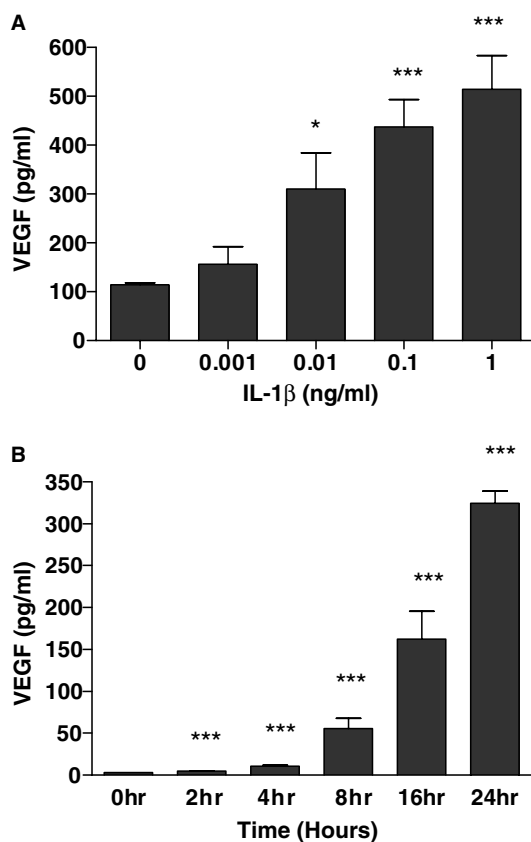 A
***
***
*
600
500
400
300
200
100
0
VEGF (pg/ml)
0 0.001 0.01 0.1 1
IL-1β (ng/ml)
B
***
***
***
***
***
350
300
250
200
150
100
50
0
VEGF (pg/ml)
0hr 2hr 4hr 8hr 16hr 24hr
Time (Hours)